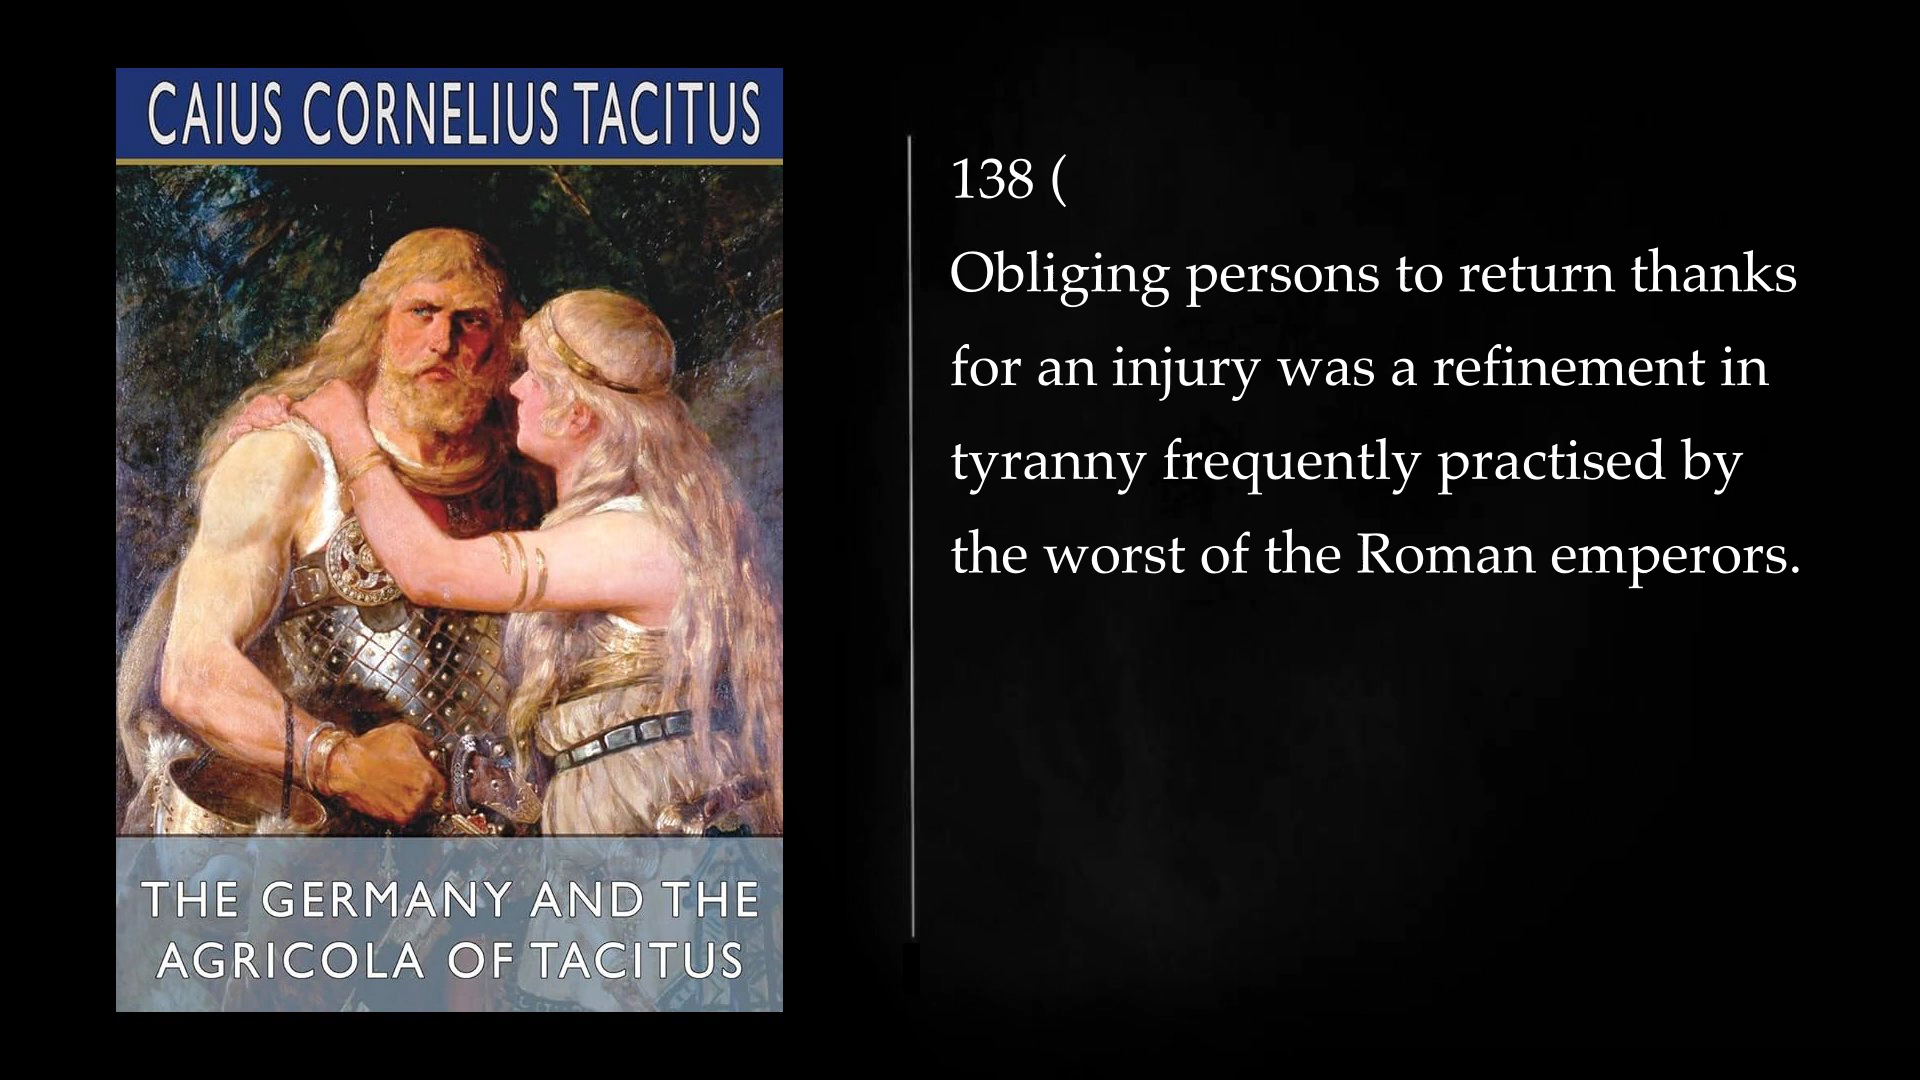 CAIUS CORNELIUS TACITUS
THE GERMANY AND THE
AGRICOLA OF TACITUS
138 (
Obliging persons to return thanks
for an injury was a refinement in
tyranny frequently practised by
the worst of the Roman emperors.